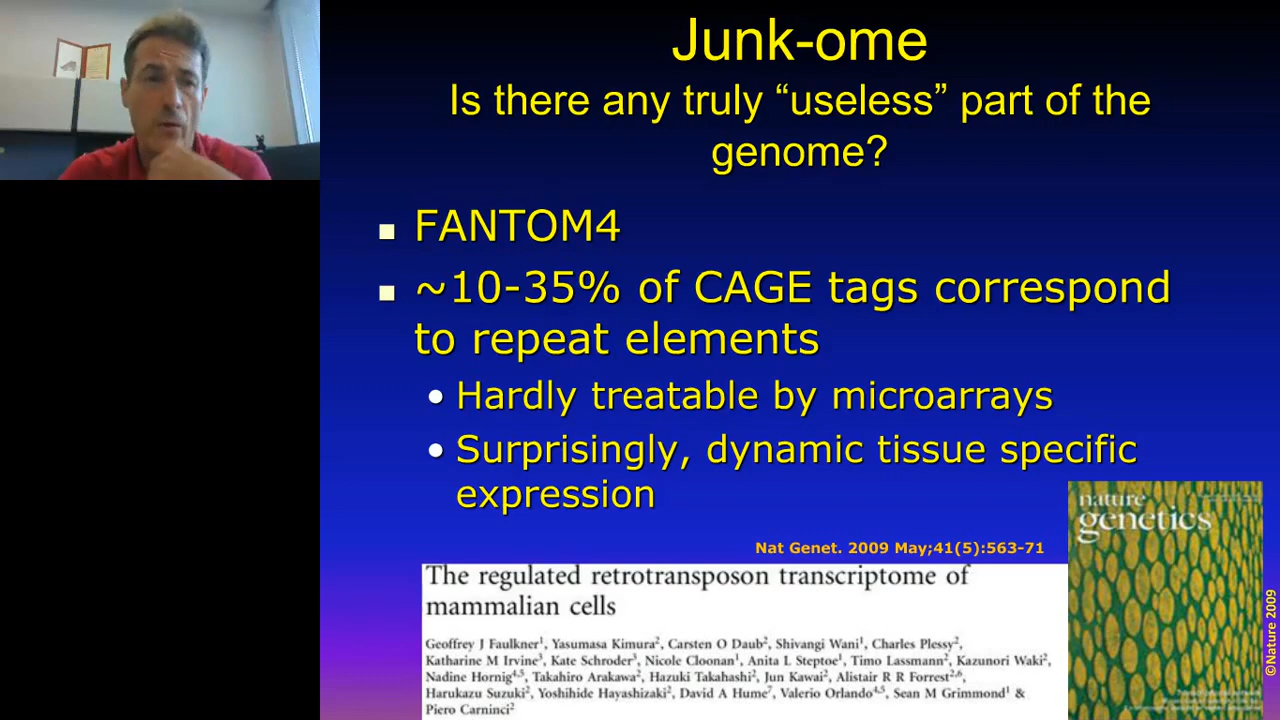 Junk-ome
Is there any truly “useless” part of the
genome?
FANTOM4
~10-35% of CAGE tags correspond
to repeat elements
Hardly treatable by microarrays
Surprisingly, dynamic tissue specific
expression
Nat Genet. 2009 May;41(5):563-71
The regulated retrotransposon transcriptome of
mammalian cells
Geoffrey J Faulkner1, Yasumasa Kimura2, Carsten O Daub2, Shivangi Wani1, Charles Plessy2,
Katharine M Irvine3, Kate Schroder3, Nicole Cloonan1, Anita L Steptoe1, Timo Lassmann2, Kazunori Waki2,
Nadine Hornig4,5, Takahiro Arakawa2, Hazuki Takahashi2, Jun Kawai2, Alistair R R Forrest2,6,
Harukazu Suzuki2, Yoshihide Hayashizaki2, David A Hume7, Valerio Orlando4,5, Sean M Grimmond1 &
Piero Carninci2
nature
genetics
©Nature 2009